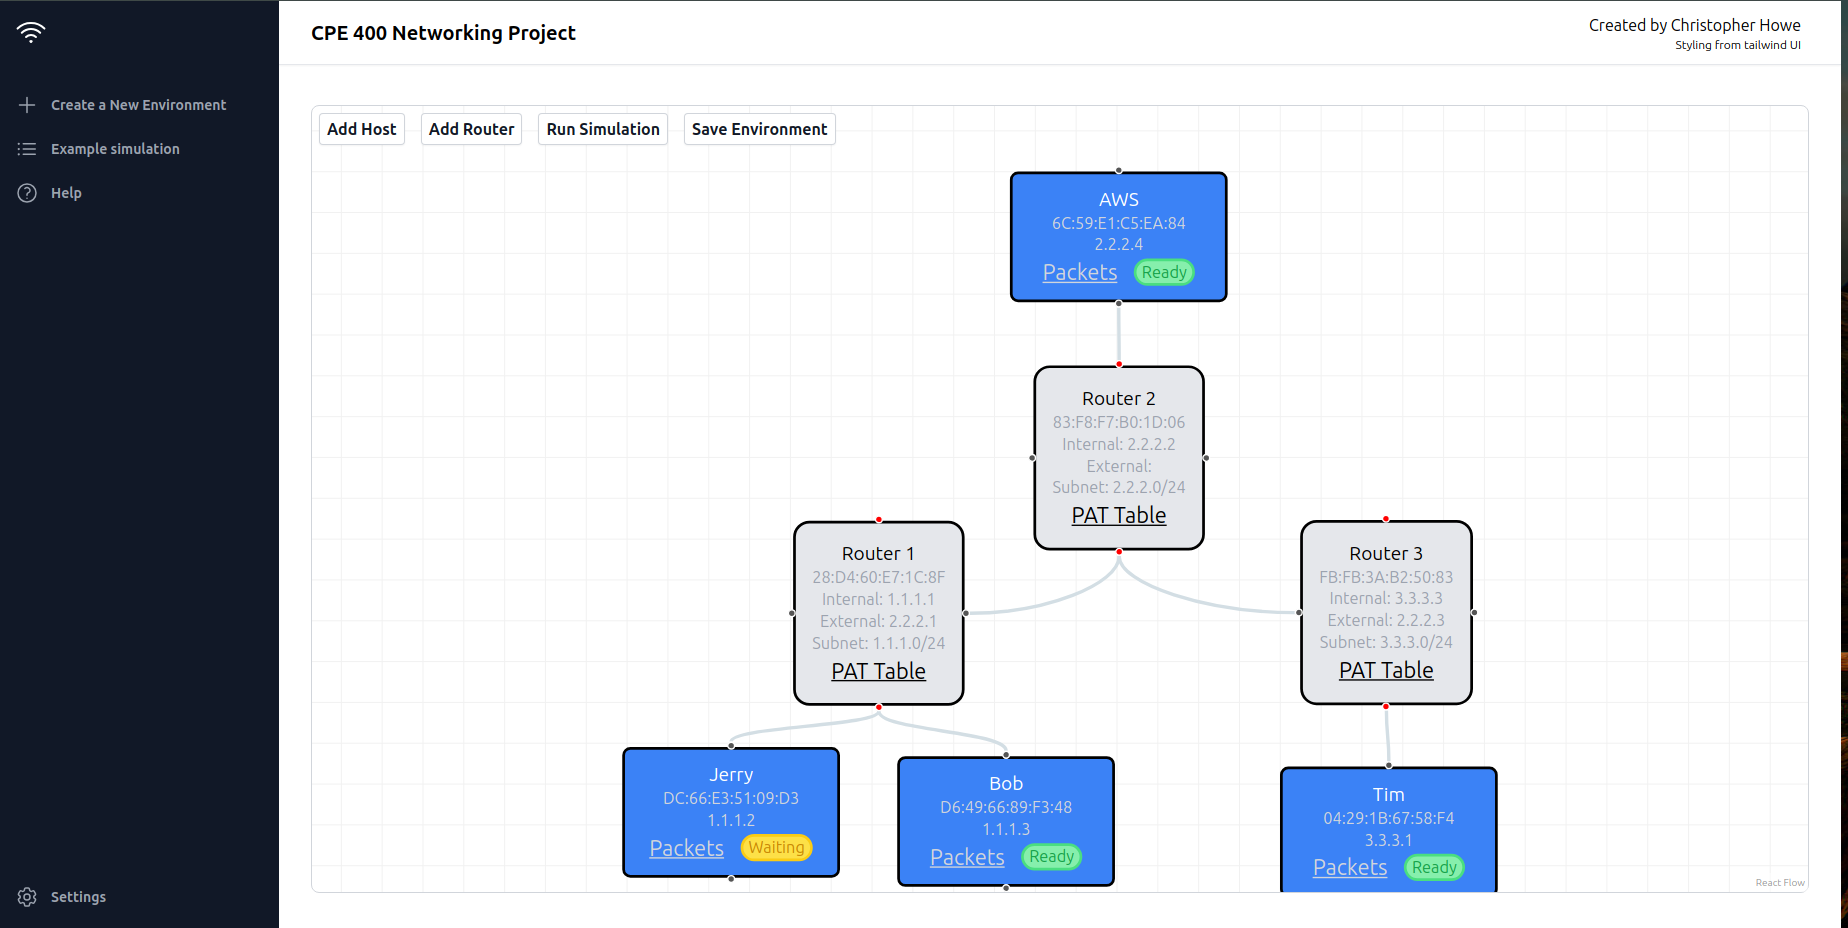 CPE 400 Networking Project
Created by Christopher Howe
Styling from tailwind UI
Create a New Environment
Example simulation
Help
Settings
Add Host
Add Router
Run Simulation
Save Environment
AWS
6C:59:E1:C5:EA:84
2.2.2.4
Packets
Ready
Router 2
83:F8:F7:B0:1D:06
Internal: 2.2.2.2
External:
Subnet: 2.2.2.0/24
PAT Table
Router 1
28:D4:60:E7:1C:8F
Internal: 1.1.1.1
External: 2.2.2.1
Subnet: 1.1.1.0/24
PAT Table
Router 3
FB:FB:3A:B2:50:83
Internal: 3.3.3.3
External: 2.2.2.3
Subnet: 3.3.3.0/24
PAT Table
Jerry
DC:66:E3:51:09:D3
1.1.1.2
Packets
Waiting
Bob
D6:49:66:89:F3:48
1.1.1.3
Packets
Ready
Tim
04:29:1B:67:58:F4
3.3.3.1
Packets
Ready
React Flow